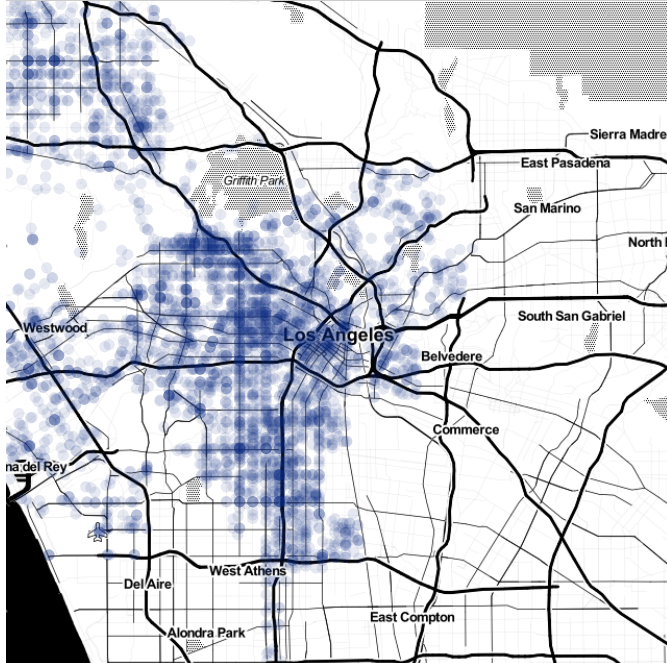 Sierra Madre
East Pasadena
Griffith Park
San Marino
North
South San Gabriel
Westwood
Los Angeles
Belvedere
Commerce
na del Rey
West Athens
Del Aire
East Compton
Alondra Park